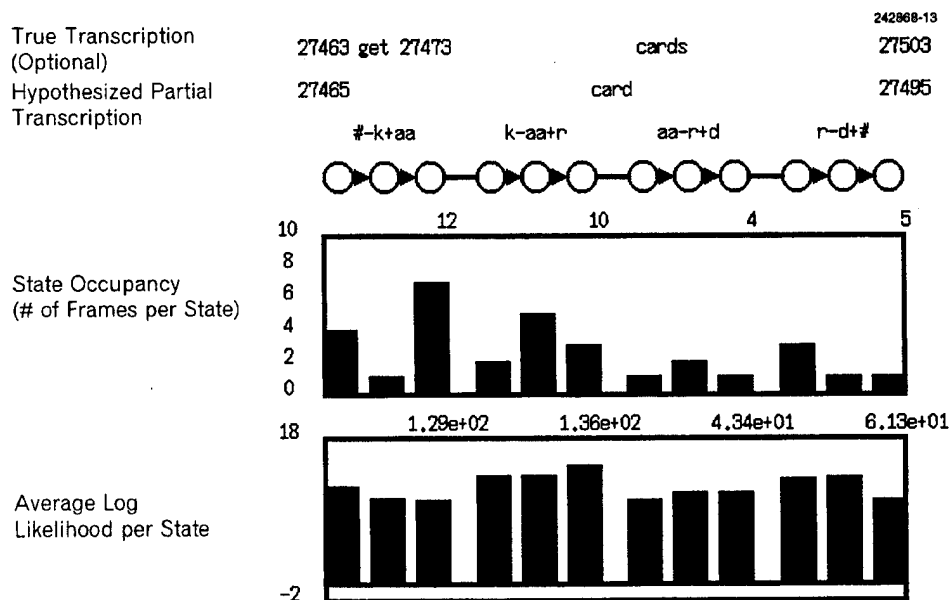 242868-13
True Transcription
(Optional)
27463 get 27473 cards 27503
Hypothesized Partial
Transcription
27465 card 27495
#-k+aa k-aa+r aa-r+d r-d+#
12 10 4 5
10
8
6
4
2
0
State Occupancy
(# of Frames per State)
1.29e+02 1.36e+02 4.34e+01 6.13e+01
18
Average Log
Likelihood per State
-2